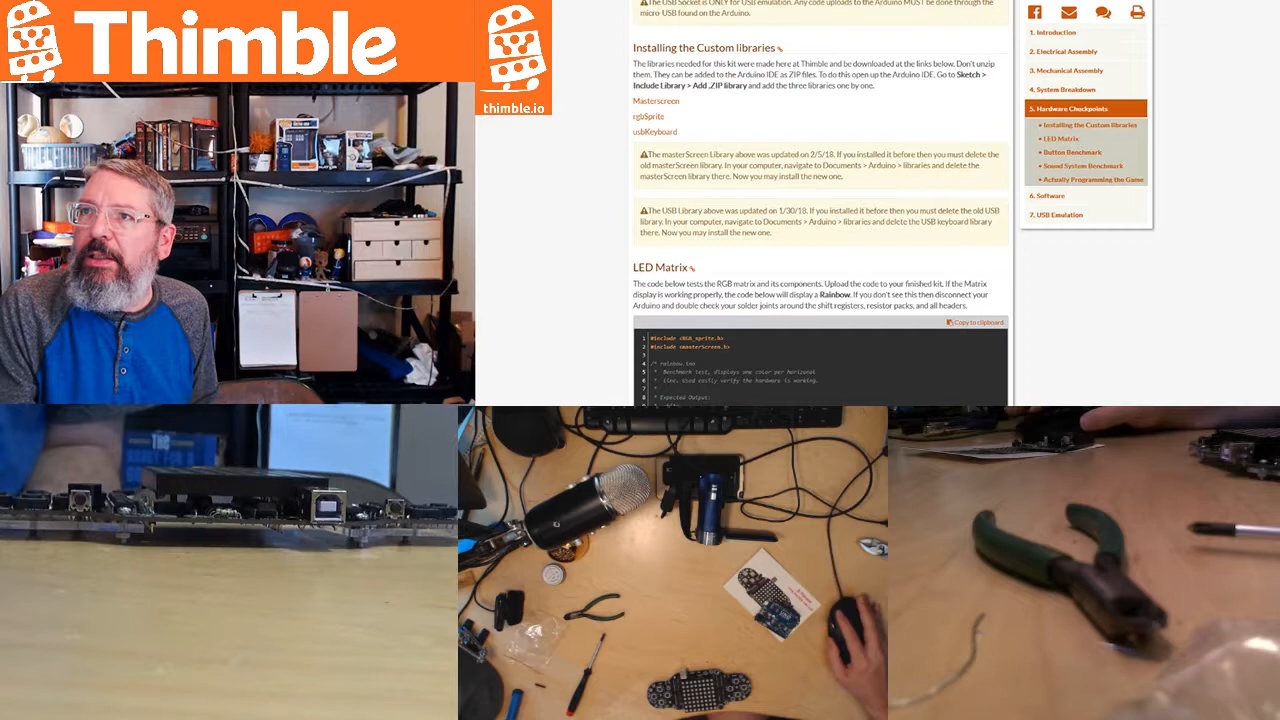 Thimble
thimble.io
⚠The USB Socket is ONLY for USB emulation. Any code uploads to the Arduino MUST be done through
micro-USB found on the Arduino.
Installing the Custom libraries
The libraries needed for this kit were made here at Thimble and be downloaded at the links below. Don't unzip
them. They can be added to the Arduino IDE as ZIP files. To do this open up the Arduino IDE. Go to Sketch >
Include Library > Add .ZIP library and add the three libraries one by one.
Masterscreen
rgbSprite
usbKeyboard
⚠The masterScreen Library above was updated on 2/5/18. If you installed it before then you must delete the
old masterScreen library. In your computer, navigate to Documents > Arduino > libraries and delete the
masterScreen library there. Now you may install the new one.
⚠The USB Library above was updated on 1/30/18. If you installed it before then you must delete the old USB
library. In your computer, navigate to Documents > Arduino > libraries and delete the USB keyboard library
there. Now you may install the new one.
LED Matrix
The code below tests the RGB matrix and its components. Upload the code to your finished kit. If the Matrix
display is working properly, the code below will display a Rainbow. If you don't see this then disconnect your
Arduino and double check your solder joints around the shift registers, resistor packs, and all headers.
Copy to clipboard
1 #include <RGB_sprite.h>
2 #include <masterScreen.h>
3
4 /* rainbow.ino
5 * Benchmark test, displays one color per horizontal
6 * line. Used easily verify the hardware is working.
7 *
8 * Expected Output:
1. Introduction
2. Electrical Assembly
3. Mechanical Assembly
4. System Breakdown
5. Hardware Checkpoints
• Installing the Custom libraries
• LED Matrix
• Button Benchmark
• Sound System Benchmark
• Actually Programming the Game
6. Software
7. USB Emulation
The